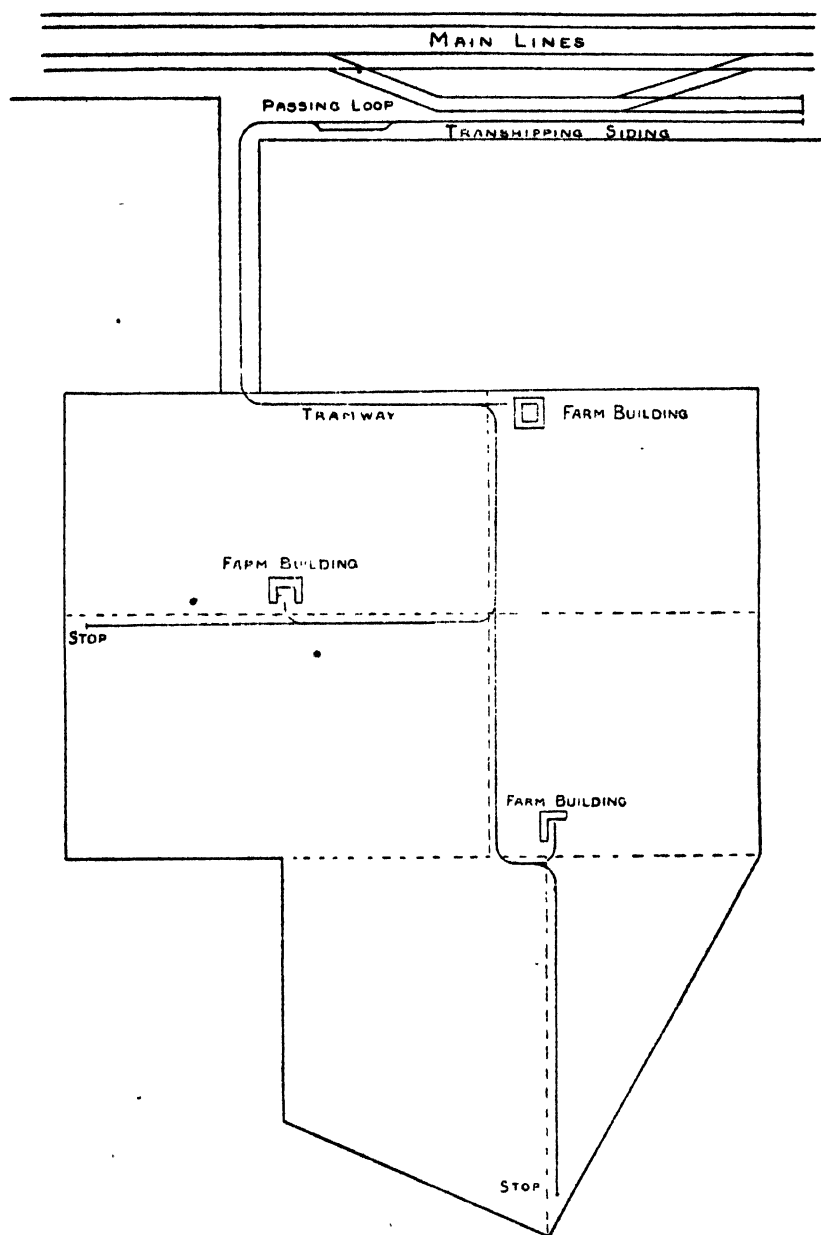 MAIN LINES
PASSING LOOP
TRANSHIPPING SIDING
TRAMWAY
FARM BUILDING
FARM BUILDING
STOP
FARM BUILDING
STOP